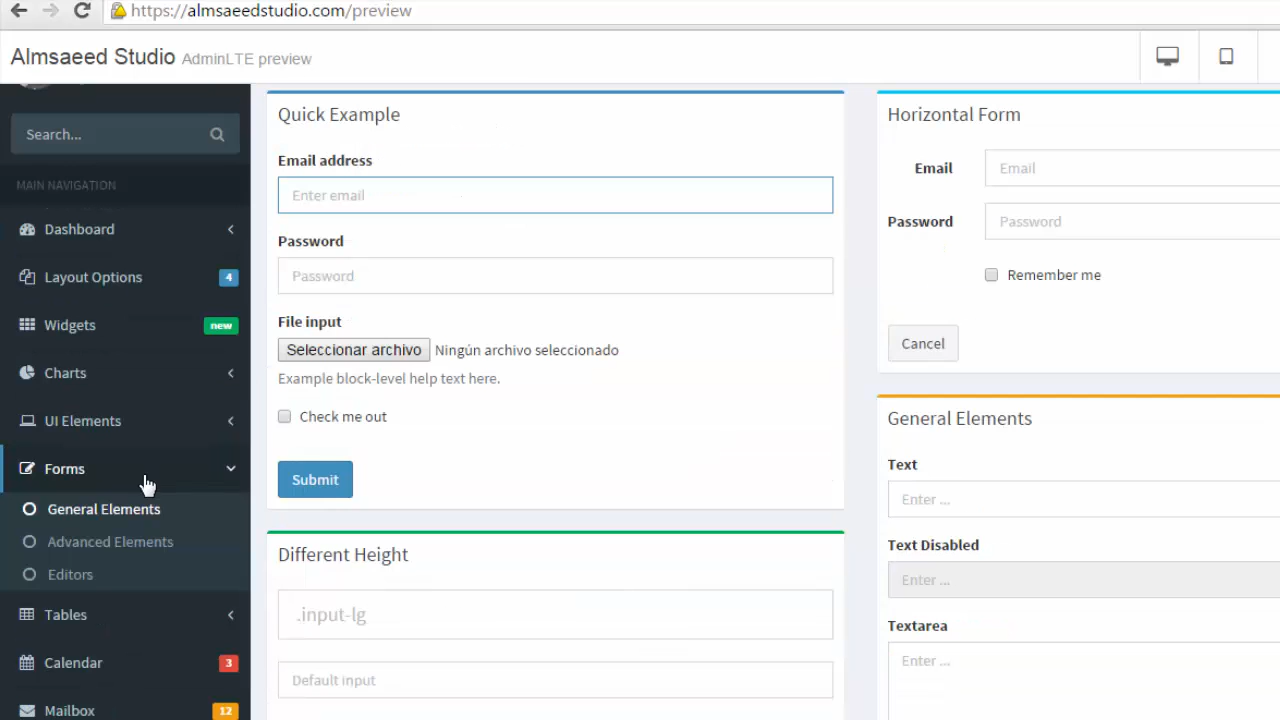 https://almsaeedstudio.com/preview
Almsaeed Studio AdminLTE preview
Search...
MAIN NAVIGATION
Dashboard
Layout Options 4
Widgets new
Charts
UI Elements
Forms
General Elements
Advanced Elements
Editors
Tables
Calendar 3
Mailbox 12
Quick Example
Email address
Enter email
Password
Password
File input
Seleccionar archivo Ningún archivo seleccionado
Example block-level help text here.
Check me out
Submit
Different Height
.input-lg
Default input
Horizontal Form
Email Email
Password Password
Remember me
Cancel
General Elements
Text
Enter ...
Text Disabled
Enter ...
Textarea
Enter ...